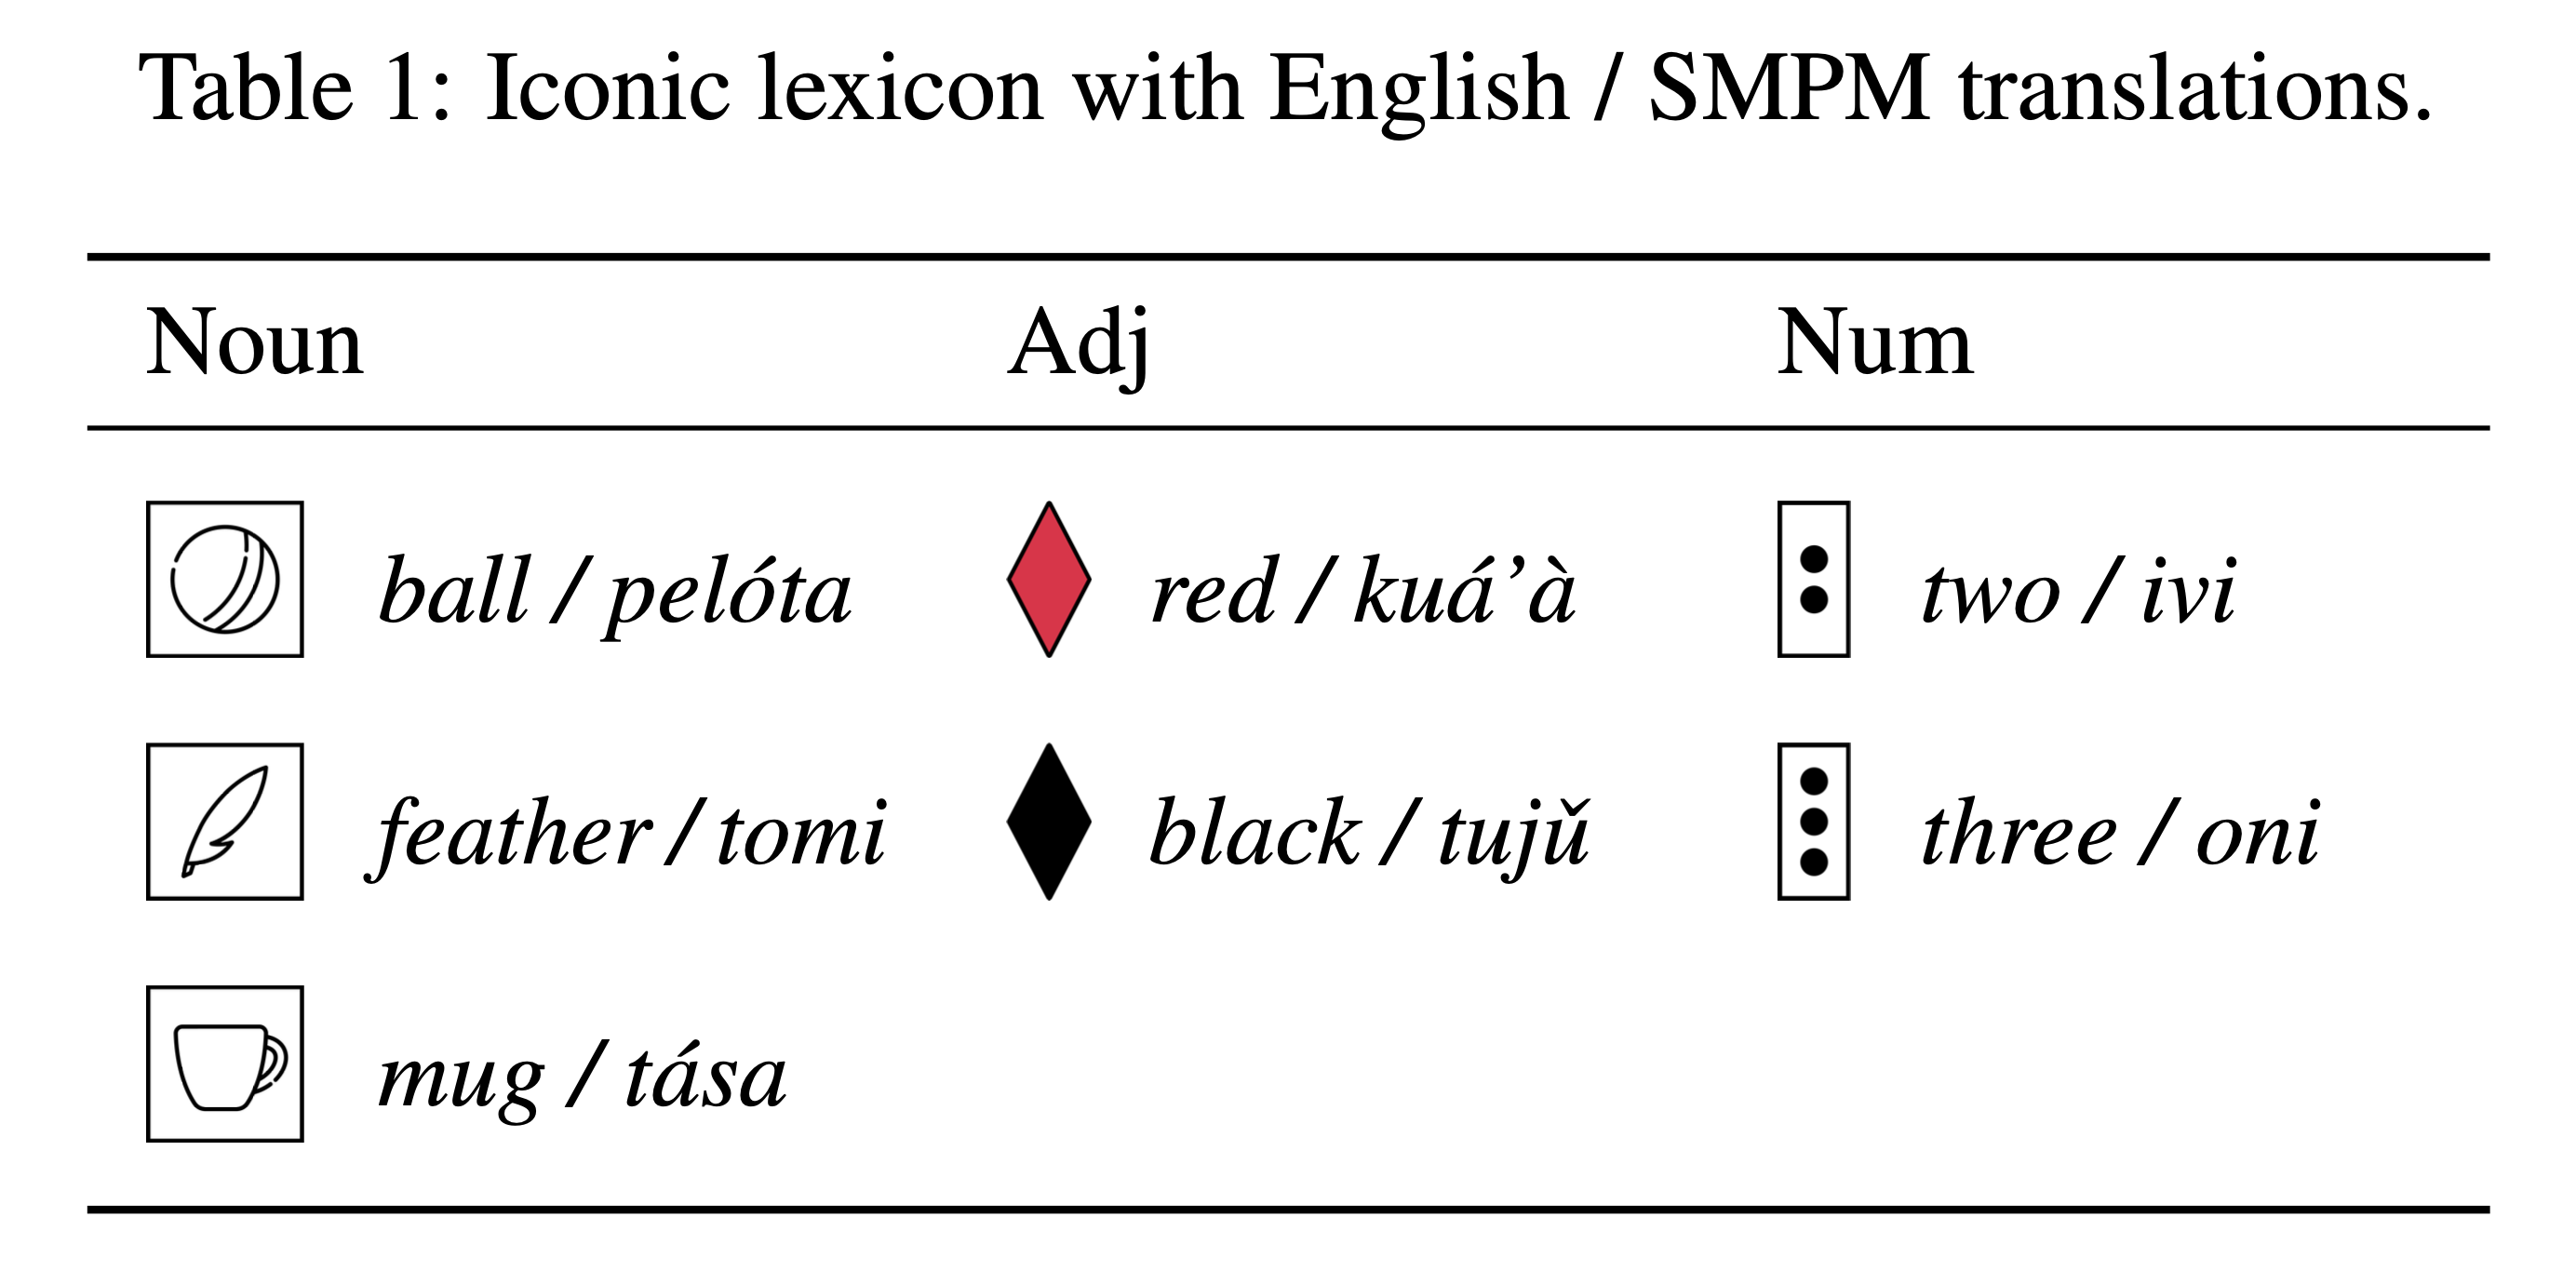 Table 1: Iconic lexicon with English / SMPM translations.
Noun Adj Num
ball / pelóta red / kuá’à two / ivi
feather / tomi black / tujǔ three / oni
mug / tása